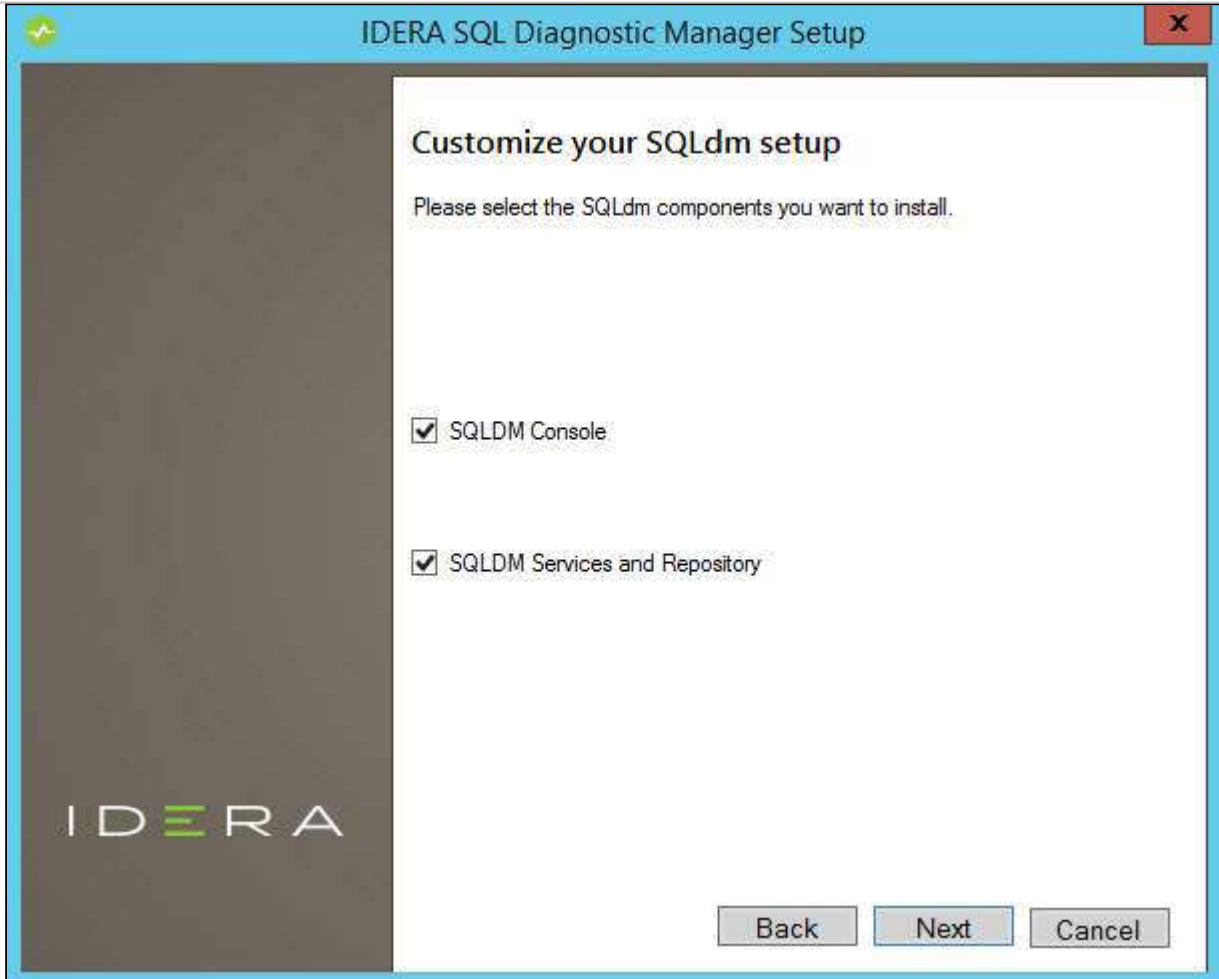 IDERA SQL Diagnostic Manager Setup
X
Customize your SQLdm setup
Please select the SQLdm components you want to install.
SQLDM Console
SQLDM Services and Repository
IDERA
Back Next Cancel